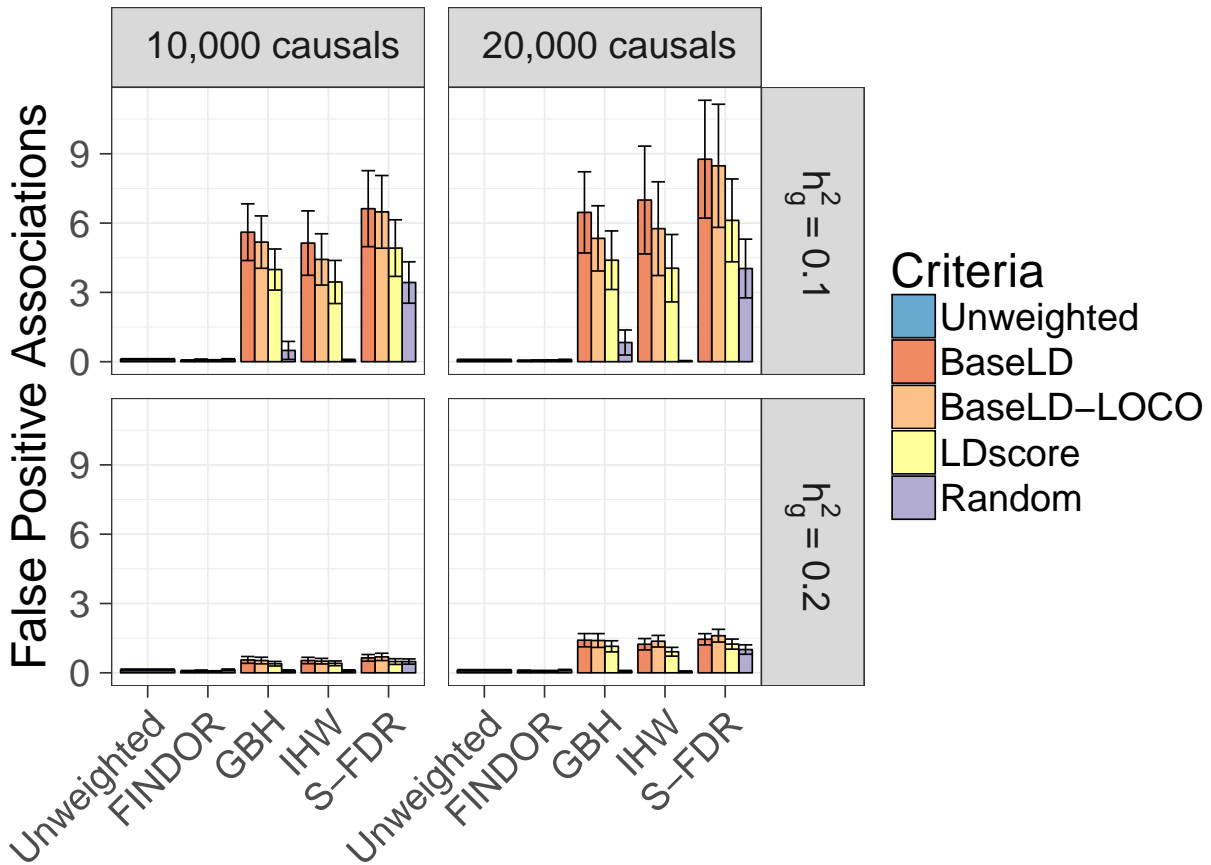 10,000 causals
20,000 causals
False Positive Associations
9
6
3
0
h²g = 0.1
9
6
3
0
h²g = 0.2
Unweighted
FINDOR
GBH
IHW
S−FDR
Unweighted
FINDOR
GBH
IHW
S−FDR
Criteria
Unweighted
BaseLD
BaseLD−LOCO
LDscore
Random